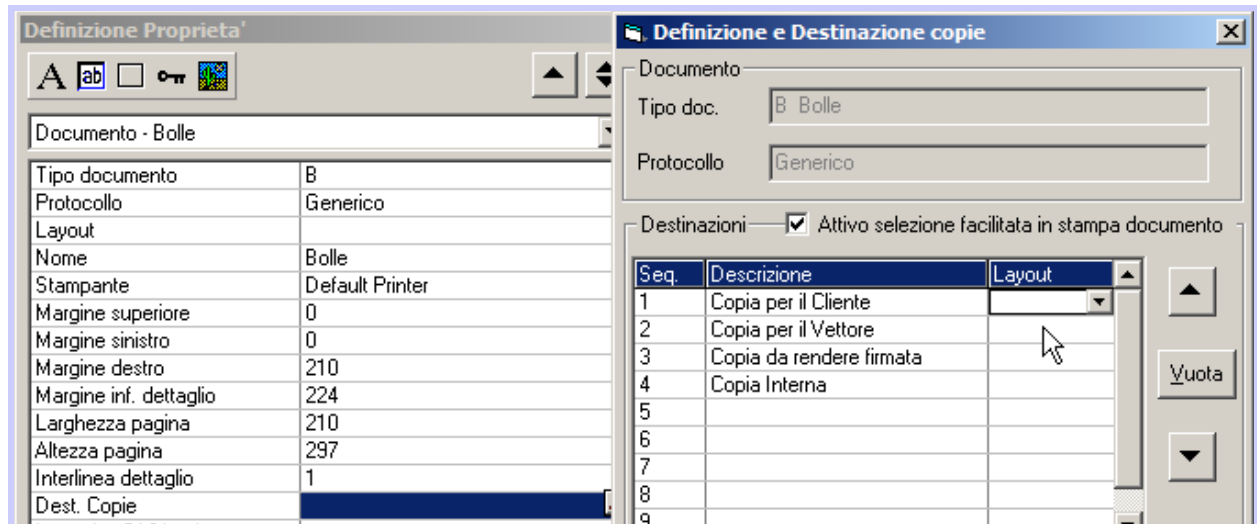 Definizione Proprieta'
A ab
Documento - Bolle
Tipo documento B
Protocollo Generico
Layout
Nome Bolle
Stampante Default Printer
Margine superiore 0
Margine sinistro 0
Margine destro 210
Margine inf. dettaglio 224
Larghezza pagina 210
Altezza pagina 297
Interlinea dettaglio 1
Dest. Copie
Definizione e Destinazione copie
Documento
Tipo doc. B Bolle
Protocollo Generico
Destinazioni Attivo selezione facilitata in stampa documento
Seq. Descrizione Layout
1 Copia per il Cliente
2 Copia per il Vettore
3 Copia da rendere firmata
4 Copia Interna
5
6
7
8
9
Vuota